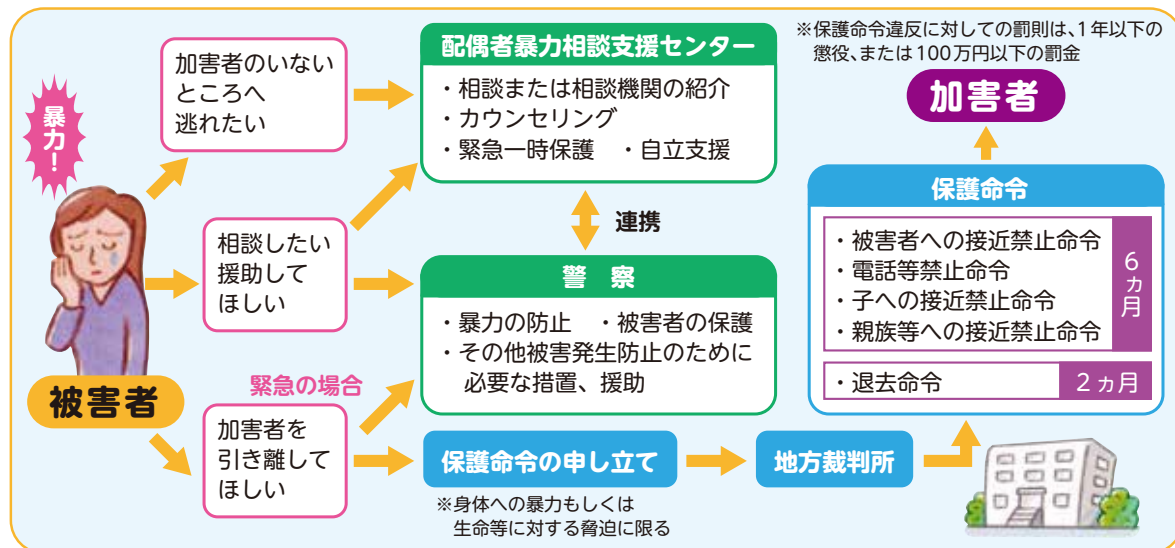 暴力！
被害者
加害者のいない
ところへ
逃れたい
相談したい
援助して
ほしい
緊急の場合
加害者を
引き離して
ほしい
配偶者暴力相談支援センター
・相談または相談機関の紹介
・カウンセリング
・緊急一時保護　・自立支援
連携
警　察
・暴力の防止　・被害者の保護
・その他被害発生防止のために
必要な措置、援助
保護命令の申し立て
※身体への暴力もしくは
生命等に対する脅迫に限る
地方裁判所
※保護命令違反に対しての罰則は、1年以下の
懲役、または100万円以下の罰金
加害者
保護命令
・被害者への接近禁止命令
・電話等禁止命令
・子への接近禁止命令
・親族等への接近禁止命令
6ヵ月
・退去命令
2ヵ月